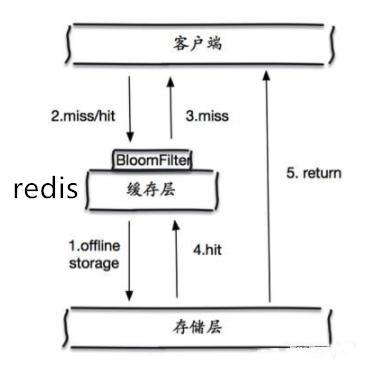 客户端
2.miss/hit
3.miss
BloomFilter
redis
缓存层
5. return
1.offline
storage
4.hit
存储层